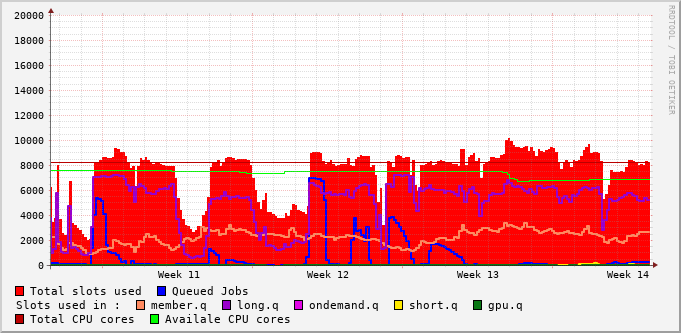 20000
18000
16000
14000
12000
10000
8000
6000
4000
2000
0
Week 11 Week 12 Week 13 Week 14
RRDTOOL / TOBI OETIKER
Total slots used Queued Jobs
Slots used in : member.q long.q ondemand.q short.q gpu.q
Total CPU cores Availale CPU cores